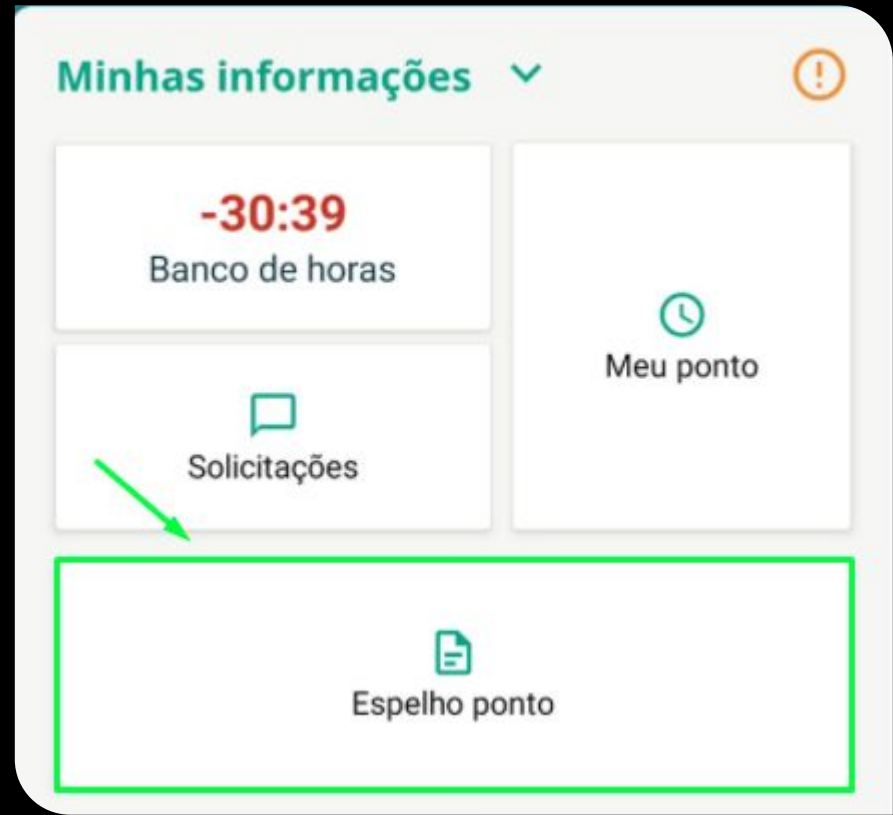 Minhas informações
-30:39
Banco de horas
Meu ponto
Solicitações
Espelho ponto